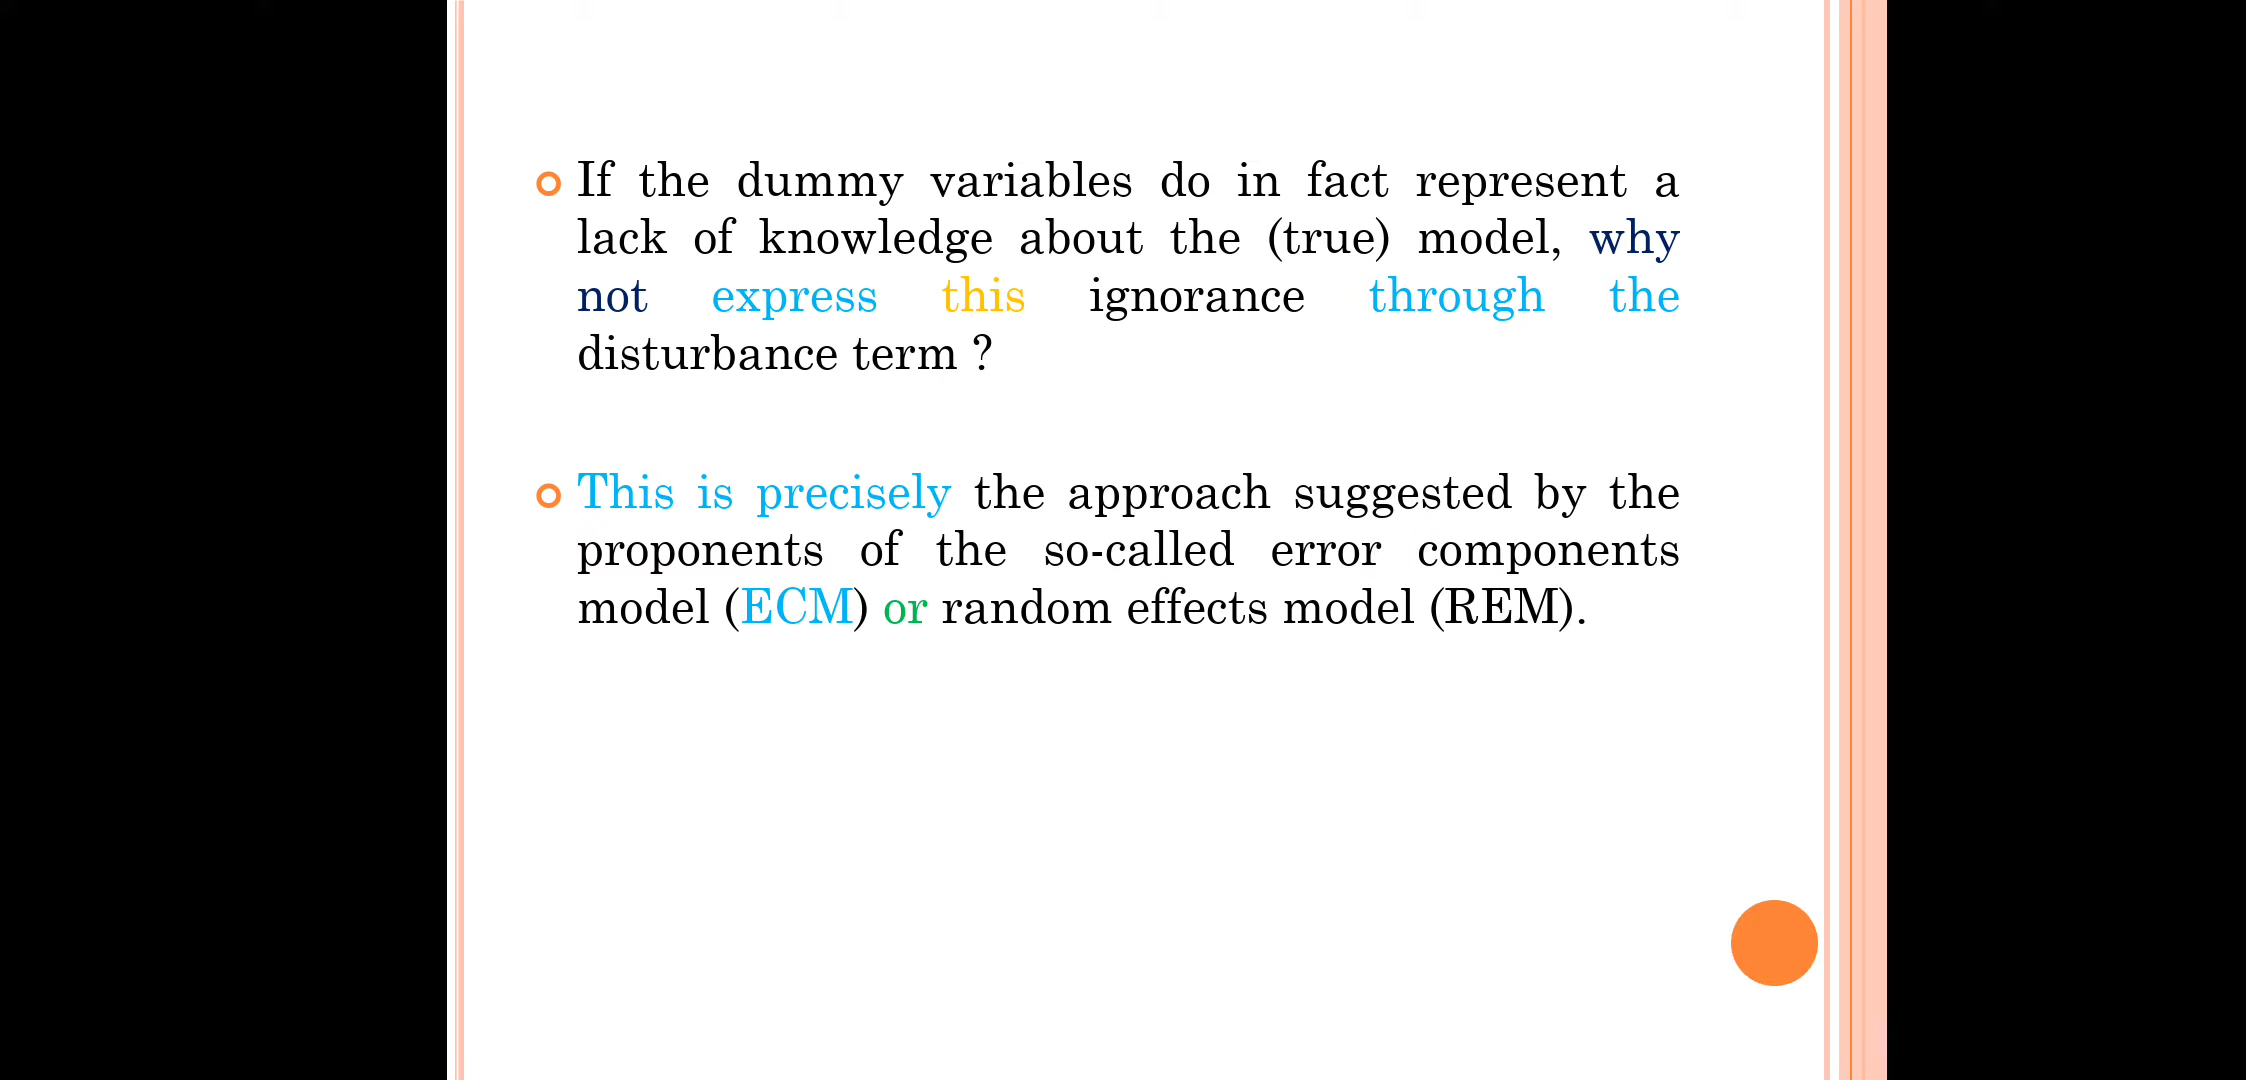 If the dummy variables do in fact represent a
lack of knowledge about the (true) model, why
not express this ignorance through the
disturbance term ?
This is precisely the approach suggested by the
proponents of the so-called error components
model (ECM) or random effects model (REM).